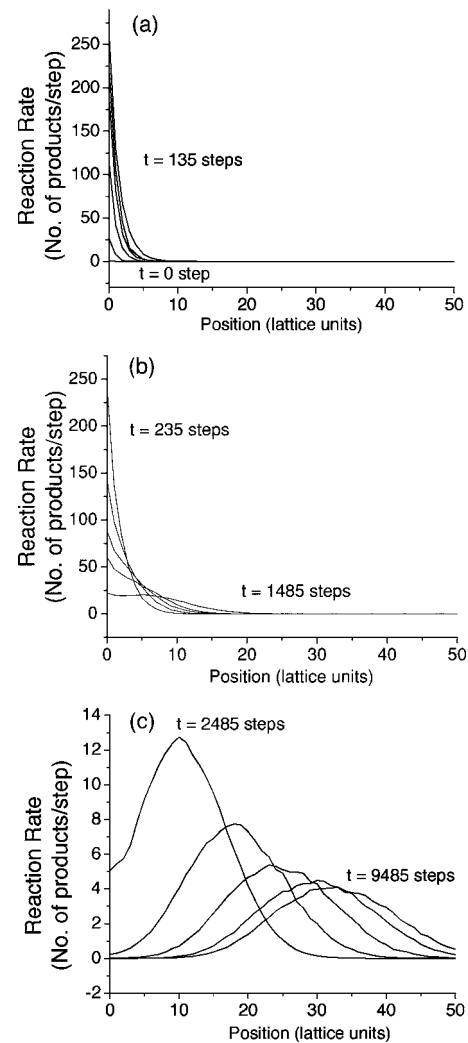 (a)
250
200
150
100
50
0
Reaction Rate
(No. of products/step)
t = 135 steps
t = 0 step
0 10 20 30 40 50
Position (lattice units)
(b)
250
200
150
100
50
0
Reaction Rate
(No. of products/step)
t = 235 steps
t = 1485 steps
0 10 20 30 40 50
Position (lattice units)
(c)
14
12
10
8
6
4
2
0
-2
Reaction Rate
(No. of products/step)
t = 2485 steps
t = 9485 steps
0 10 20 30 40 50
Position (lattice units)